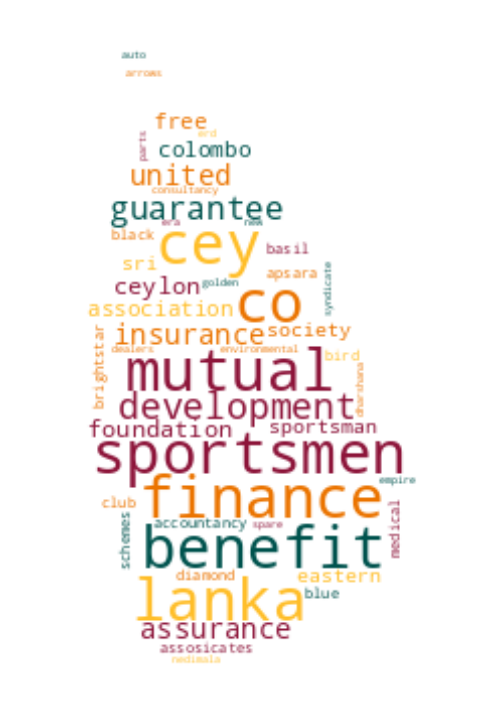 auto
arrows
free
erd
parts
colombo
united
consultancy
guarantee
era
new
black
cey
basil
sri
apsara
ceylon
golden
syndicate
association
co
insurance
society
brightstar
dealers
environmental
bird
mutual
dharshana
development
foundation
sportsman
sportsmen
empire
finance
club
schemes
accountancy
spare
medical
benefit
diamond
eastern
lanka
blue
assurance
assosicates
nedimala